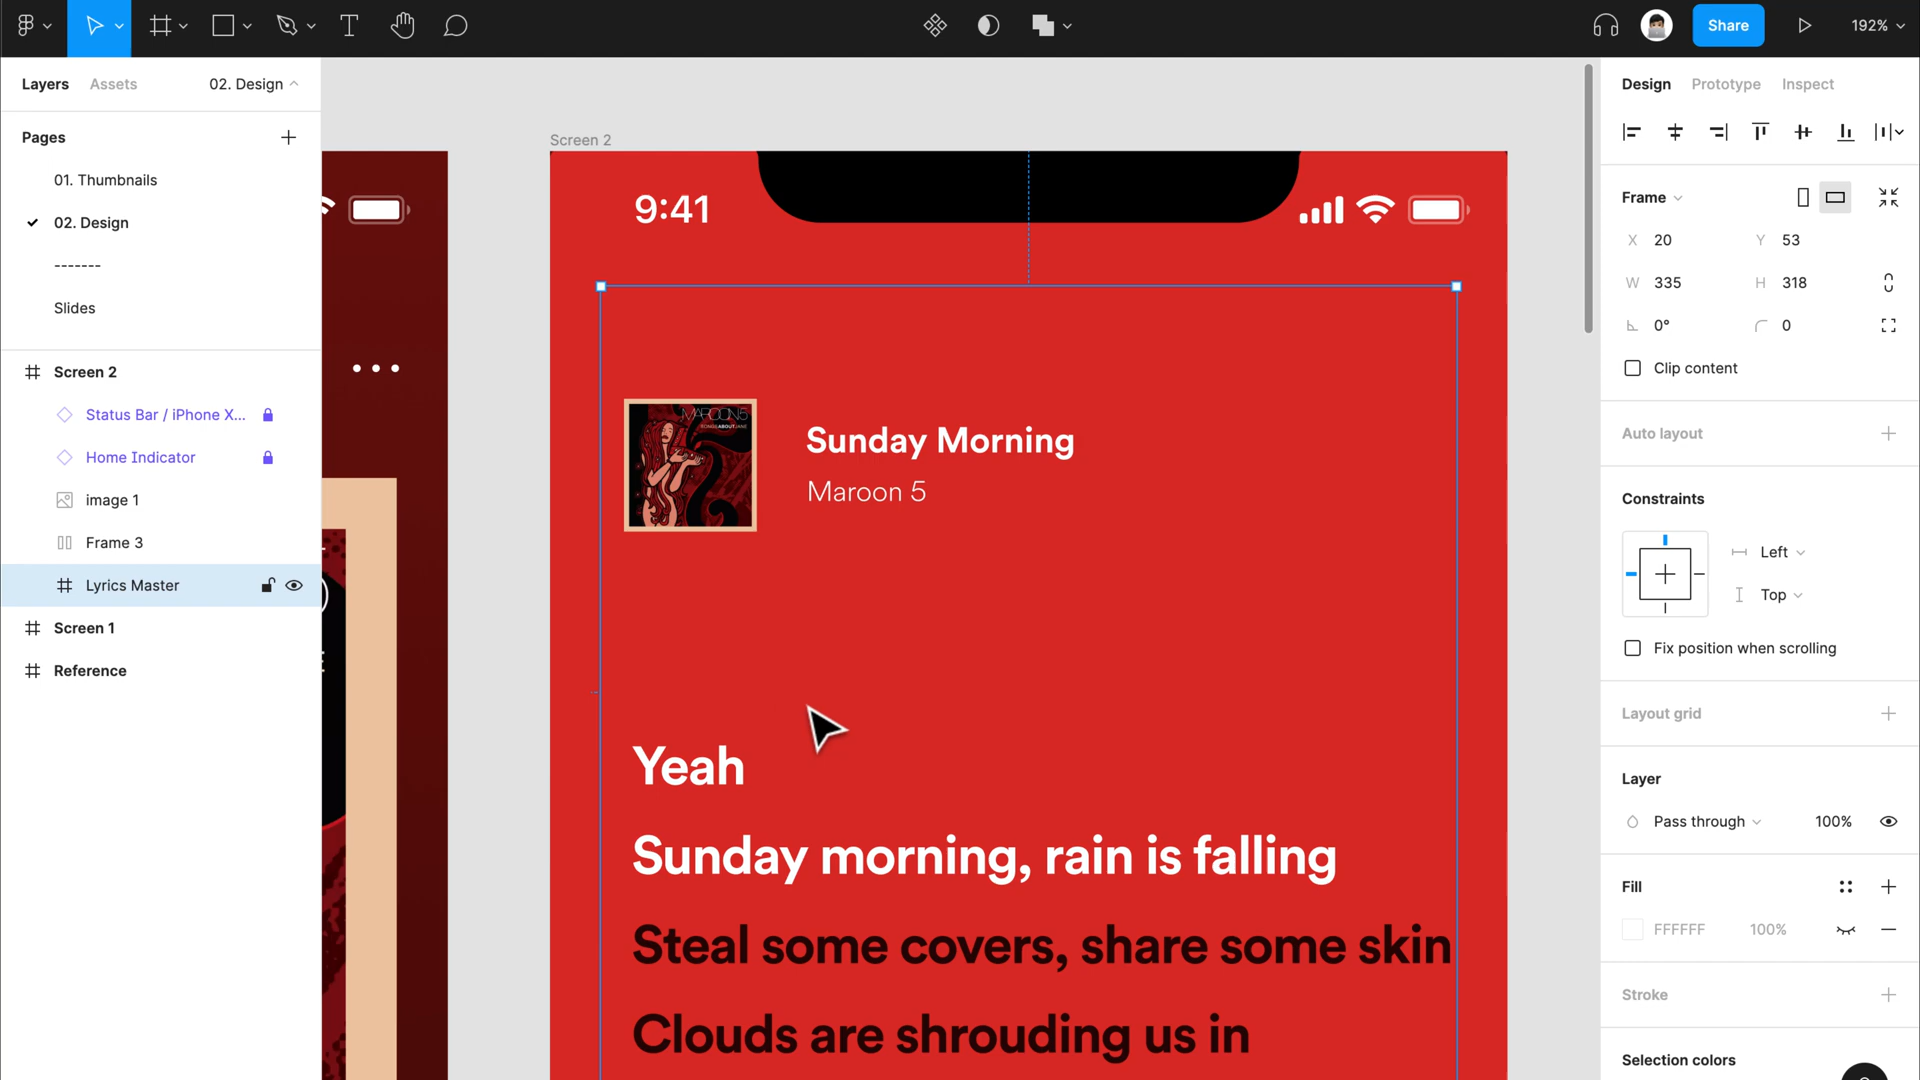 Share
192%
Layers
Assets
02. Design
Pages
01. Thumbnails
02. Design
-------
Slides
Screen 2
Status Bar / iPhone X...
Home Indicator
image 1
Frame 3
Lyrics Master
Screen 1
Reference
Screen 2
9:41
MAROON5
SONGSABOUTJANE
Sunday Morning
Maroon 5
Yeah
Sunday morning, rain is falling
Steal some covers, share some skin
Clouds are shrouding us in
Design
Prototype
Inspect
Frame
X 20
Y 53
W 335
H 318
0°
0
Clip content
Auto layout
Constraints
Left
Top
Fix position when scrolling
Layout grid
Layer
Pass through
100%
Fill
FFFFFF
100%
Stroke
Selection colors